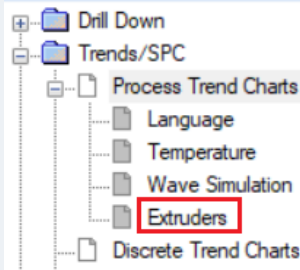 Drill Down
Trends/SPC
Process Trend Charts
Language
Temperature
Wave Simulation
Extruders
Discrete Trend Charts